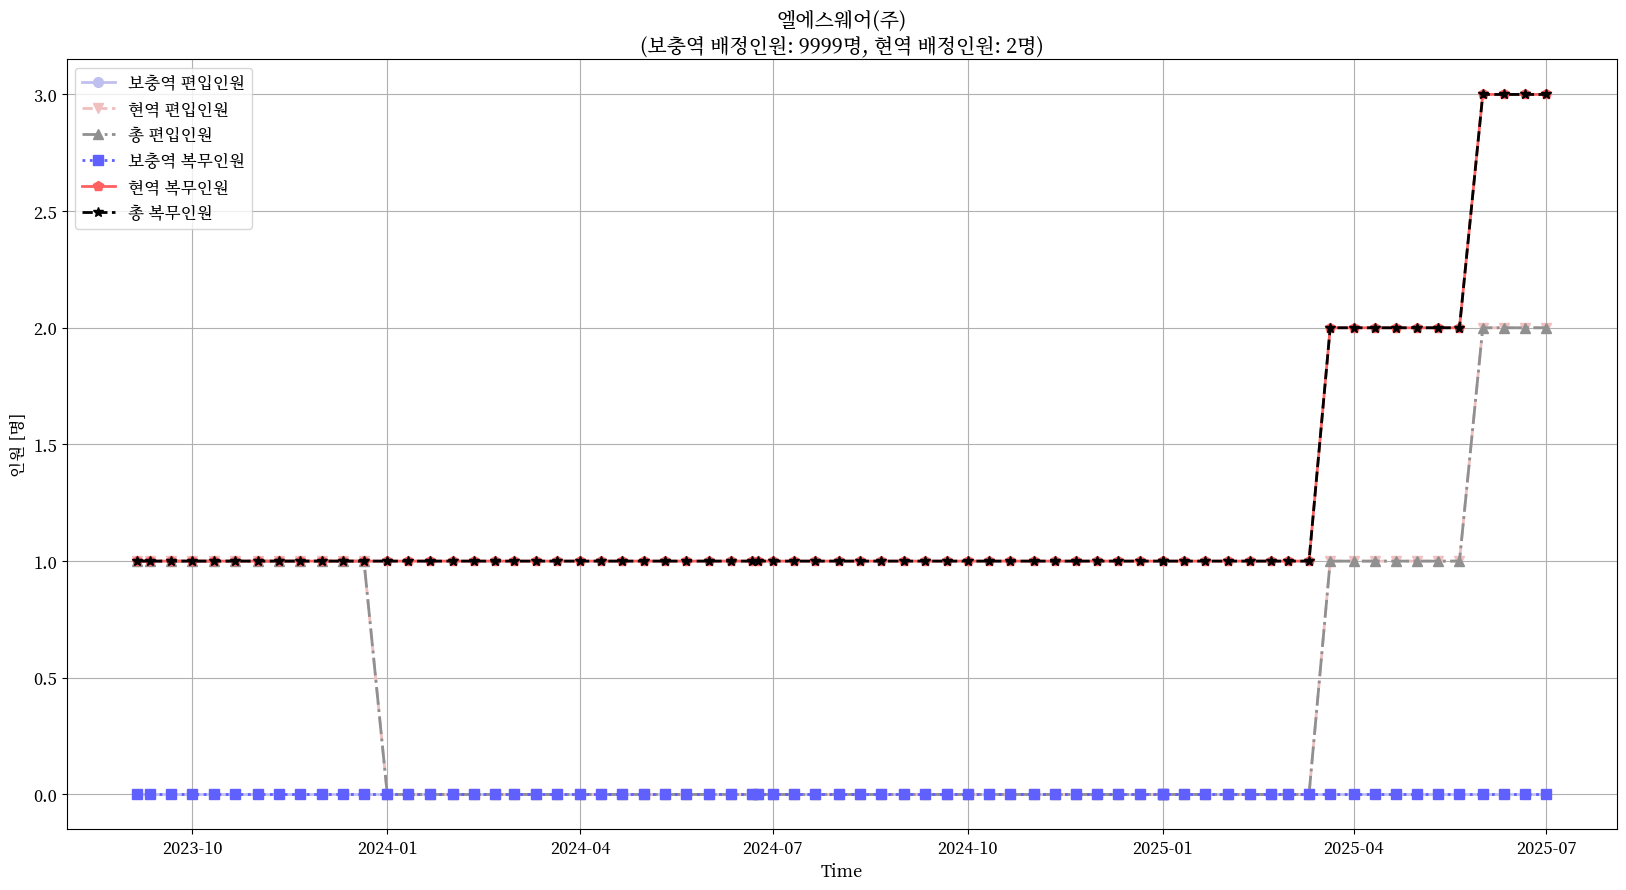 엘에스웨어(주)
(보충역 배정인원: 9999명, 현역 배정인원: 2명)
보충역 편입인원
현역 편입인원
총 편입인원
보충역 복무인원
현역 복무인원
총 복무인원
3.0
2.5
2.0
1.5
1.0
0.5
0.0
인원 [명]
2023-10
2024-01
2024-04
2024-07
2024-10
2025-01
2025-04
2025-07
Time